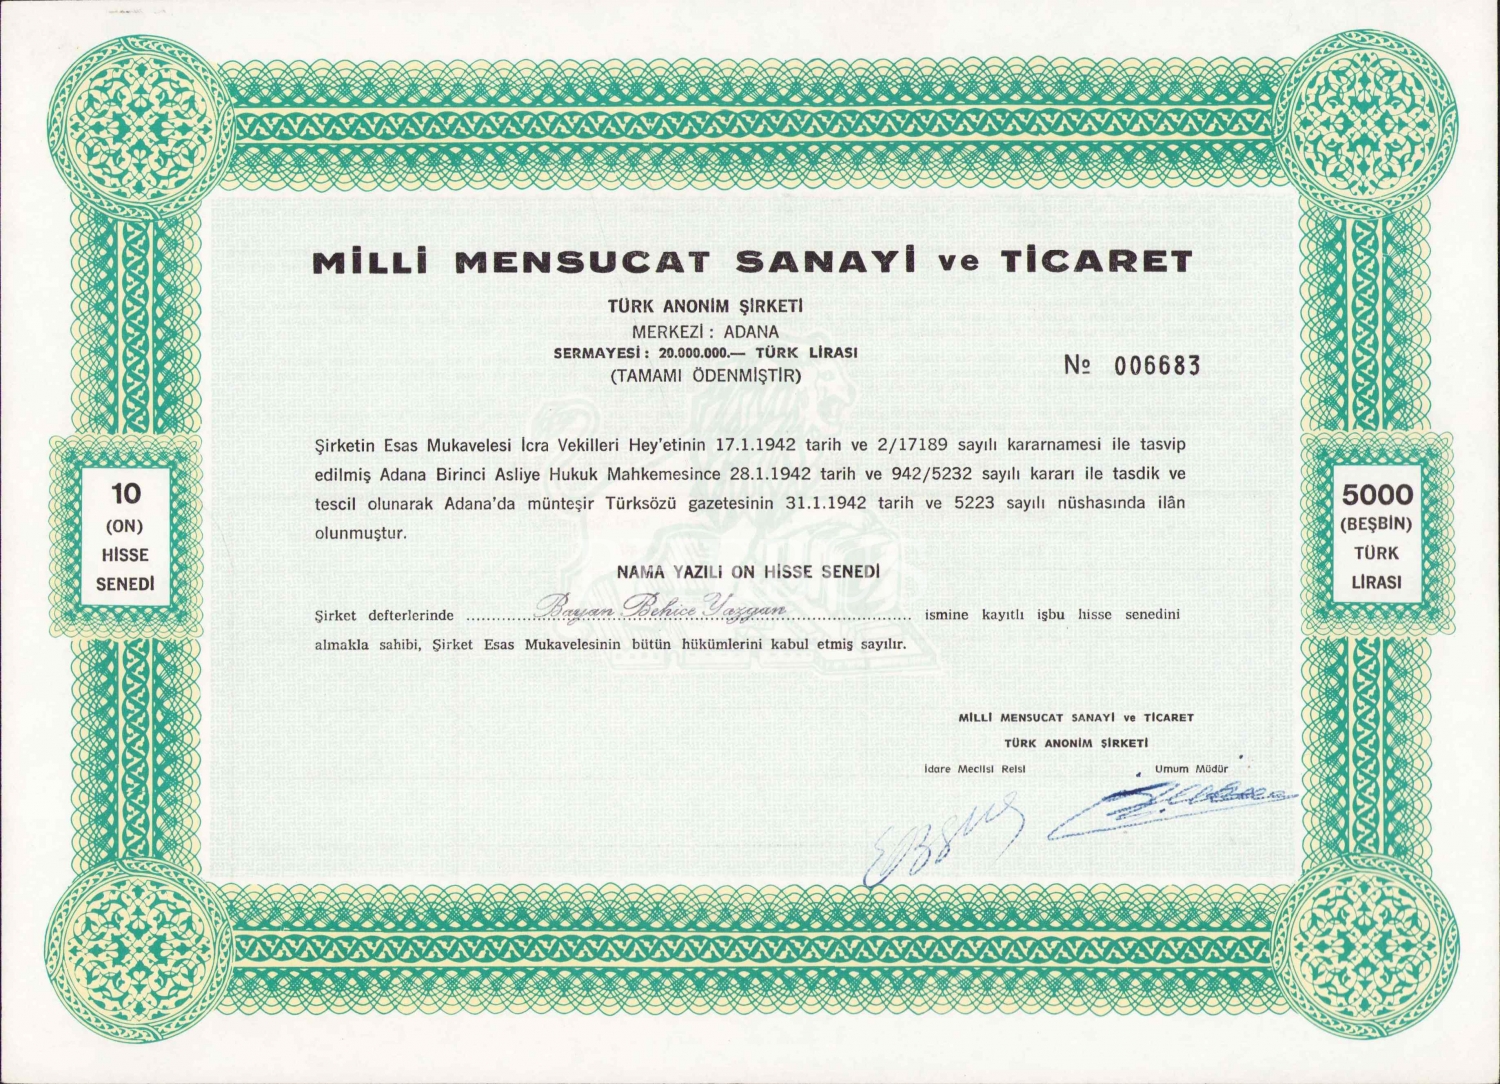 MİLLİ MENSUCAT SANAYİ ve TİCARET
TÜRK ANONİM ŞİRKETİ
MERKEZİ : ADANA
SERMAYESİ : 20.000.000.— TÜRK LİRASI
(TAMAMI ÖDENMİŞTİR)
№ 006683
Şirketin Esas Mukavelesi İcra Vekilleri Hey'etinin 17.1.1942 tarih ve 2/17189 sayılı kararnamesi ile tasvip
edilmiş Adana Birinci Asliye Hukuk Mahkemesince 28.1.1942 tarih ve 942/5232 sayılı kararı ile tasdik ve
tescil olunarak Adana'da münteşir Türksözü gazetesinin 31.1.1942 tarih ve 5223 sayılı nüshasında ilân
olunmuştur.
10
(ON)
HİSSE
SENEDİ
5000
(BEŞBİN)
TÜRK
LİRASI
NAMA YAZILI ON HİSSE SENEDİ
Şirket defterlerinde Bayan Behice Yazgan ismine kayıtlı işbu hisse senedini
almakla sahibi, Şirket Esas Mukavelesinin bütün hükümlerini kabul etmiş sayılır.
MİLLİ MENSUCAT SANAYİ ve TİCARET
TÜRK ANONİM ŞİRKETİ
İdare Meclisi Reisi Umum Müdür